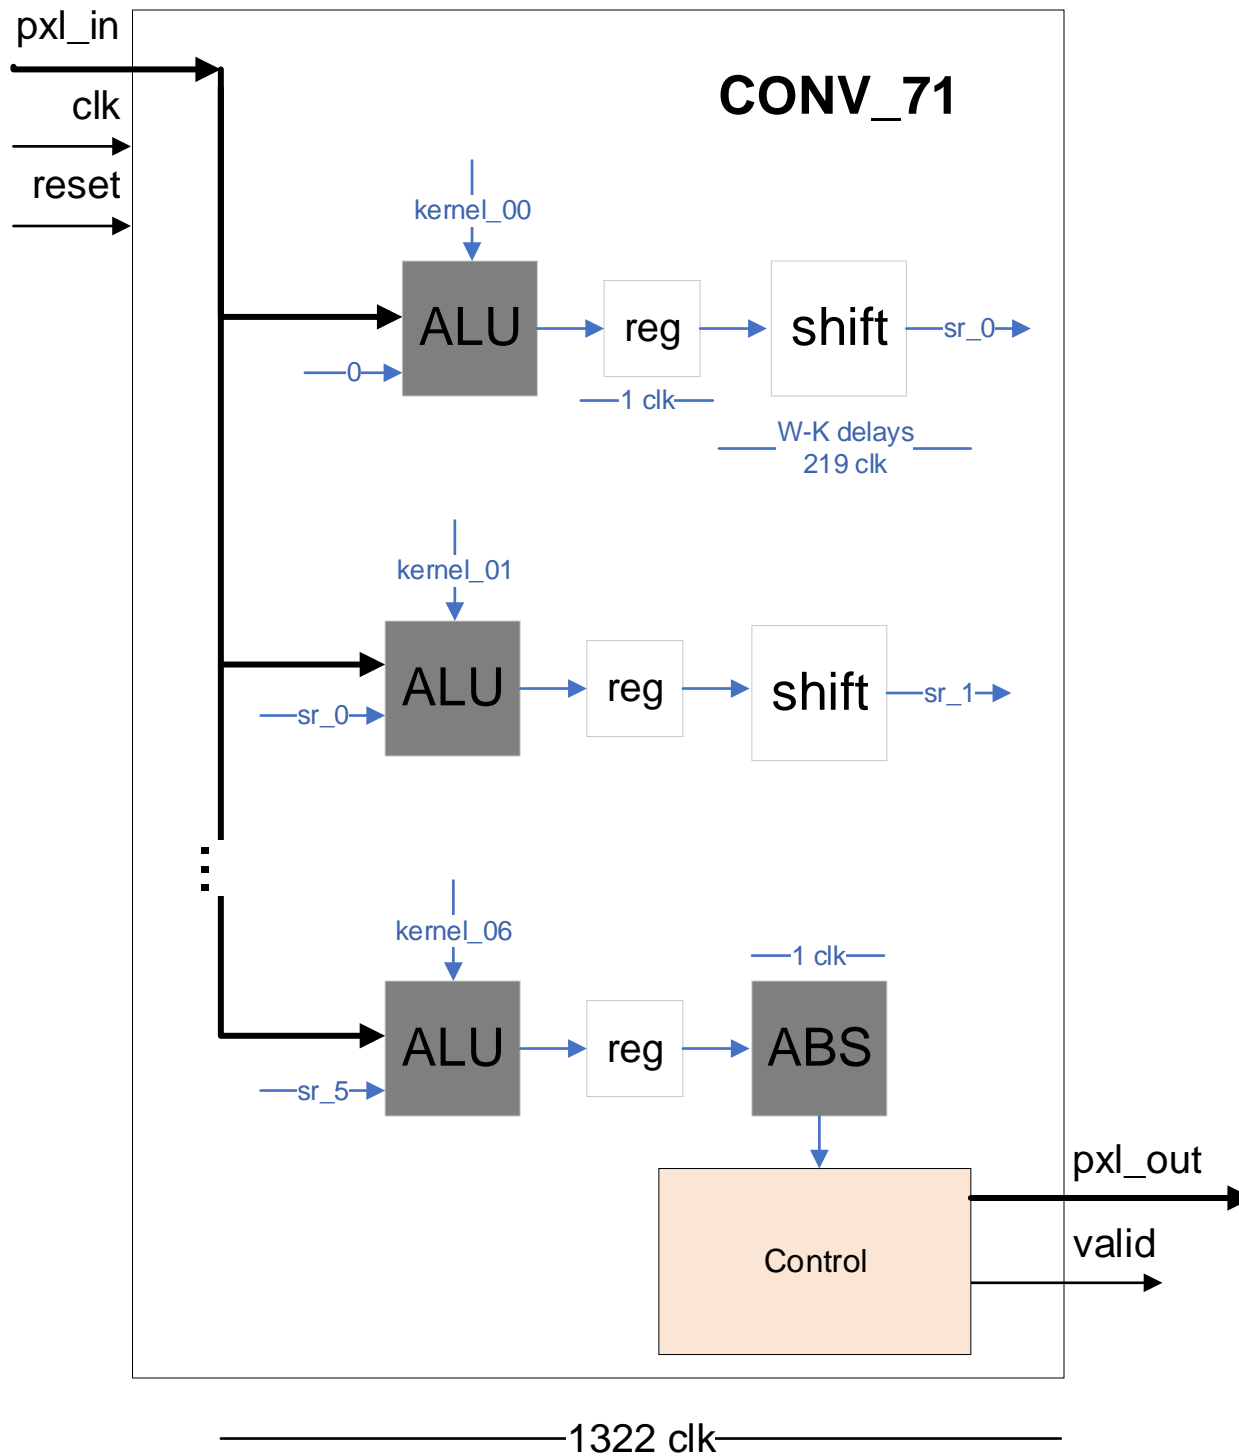 pxl_in
CONV_71
clk
reset
kernel_00
ALU
reg
shift
sr_0
0
1 clk
W-K delays
219 clk
kernel_01
ALU
reg
shift
sr_1
sr_0
kernel_06
1 clk
ALU
reg
ABS
sr_5
pxl_out
valid
Control
1322 clk